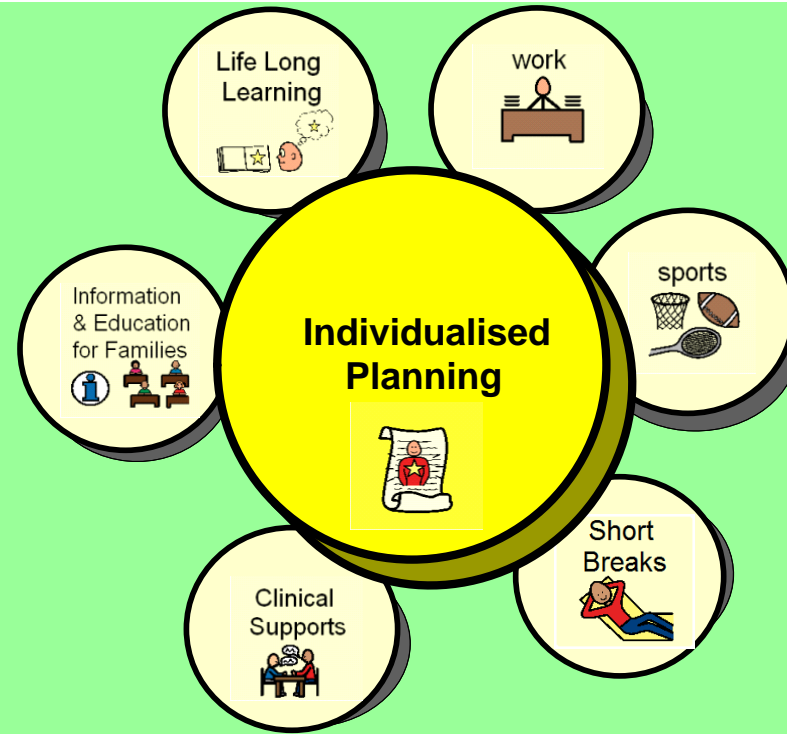 Life Long
Learning
work
Information
& Education
for Families
Individualised
Planning
sports
Clinical
Supports
Short
Breaks